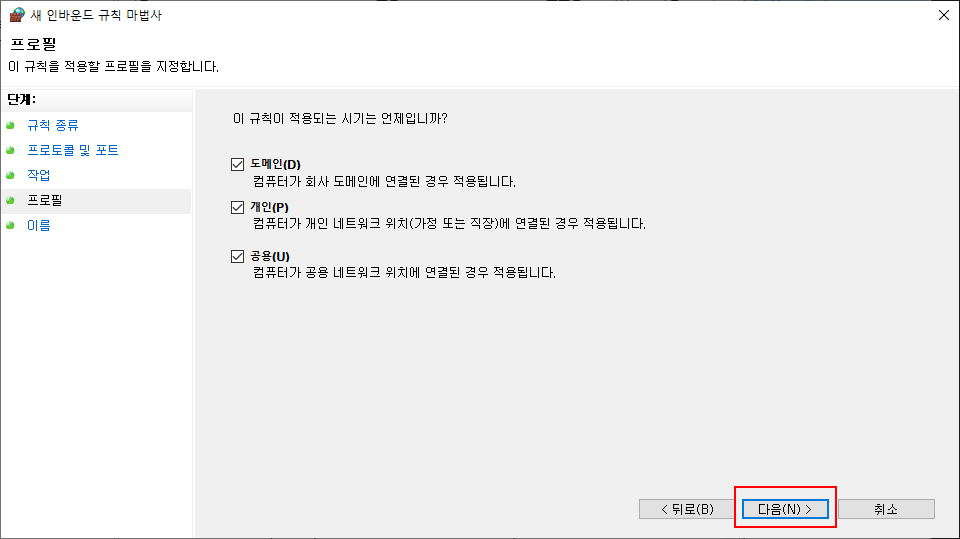 새 인바운드 규칙 마법사
프로필
이 규칙을 적용할 프로필을 지정합니다.
단계:
규칙 종류
프로토콜 및 포트
작업
프로필
이름
이 규칙이 적용되는 시기는 언제입니까?
도메인(D)
컴퓨터가 회사 도메인에 연결된 경우 적용됩니다.
개인(P)
컴퓨터가 개인 네트워크 위치(가정 또는 직장)에 연결된 경우 적용됩니다.
공용(U)
컴퓨터가 공용 네트워크 위치에 연결된 경우 적용됩니다.
< 뒤로(B) 다음(N) > 취소